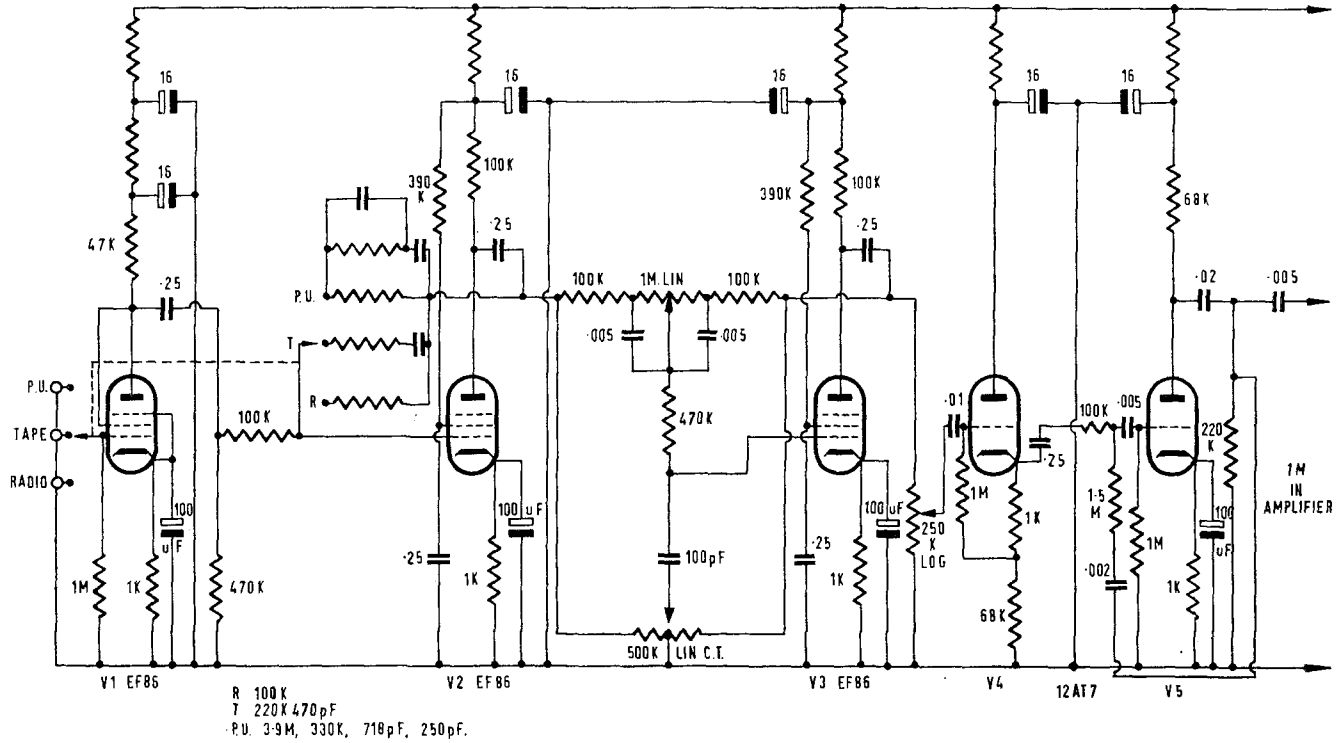 16
16
16
16
16
16
47K
390
K
100K
390K
100K
68K
.25
.25
.25
.02
.005
P.U.
100K
1M. LIN
100K
.005
.005
T
R
470K
P.U.
TAPE
RADIO
100K
.01
.25
100K
.005
220
K
1M
IN
AMPLIFIER
100
uF
100
uF
100
uF
100
uF
1M
1K
470K
.25
1K
100pF
.25
1K
250
K
LOG
1M
1K
68K
1.5
M
.002
1M
1K
500K
LIN C.T.
V1 EF86
V2 EF86
V3 EF86
V4
12AT7
V5
R 100K
T 220K 470pF
P.U. 3.9M, 330K, 718pF, 250pF.